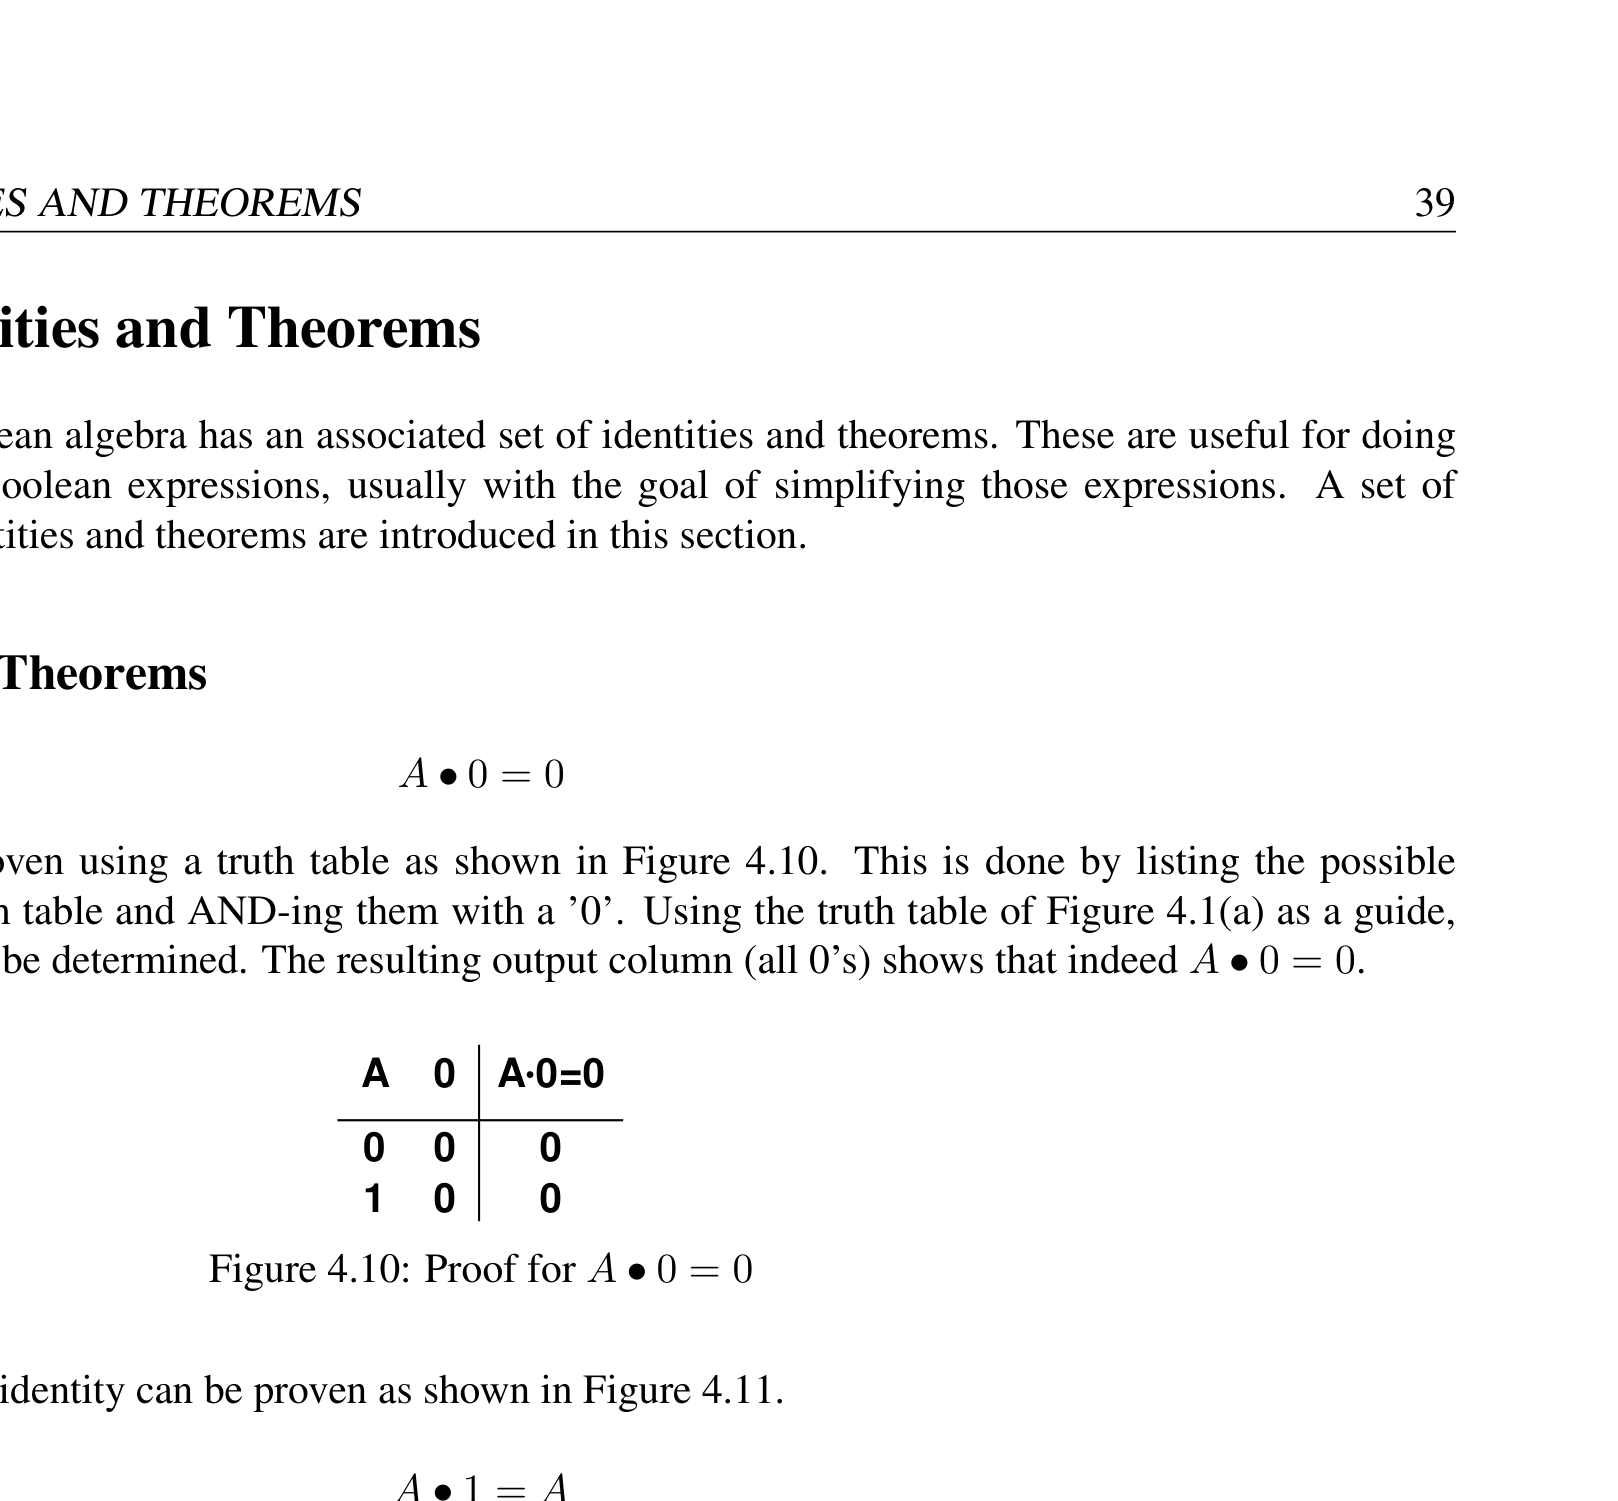 ES AND THEOREMS 39
ities and Theorems
ean algebra has an associated set of identities and theorems. These are useful for doing
oolean expressions, usually with the goal of simplifying those expressions. A set of
tities and theorems are introduced in this section.
Theorems
A • 0 = 0
oven using a truth table as shown in Figure 4.10. This is done by listing the possible
n table and AND-ing them with a ’0’. Using the truth table of Figure 4.1(a) as a guide,
be determined. The resulting output column (all 0’s) shows that indeed A • 0 = 0.
A 0 A·0=0
0 0 0
1 0 0
Figure 4.10: Proof for A • 0 = 0
identity can be proven as shown in Figure 4.11.
A • 1 = A